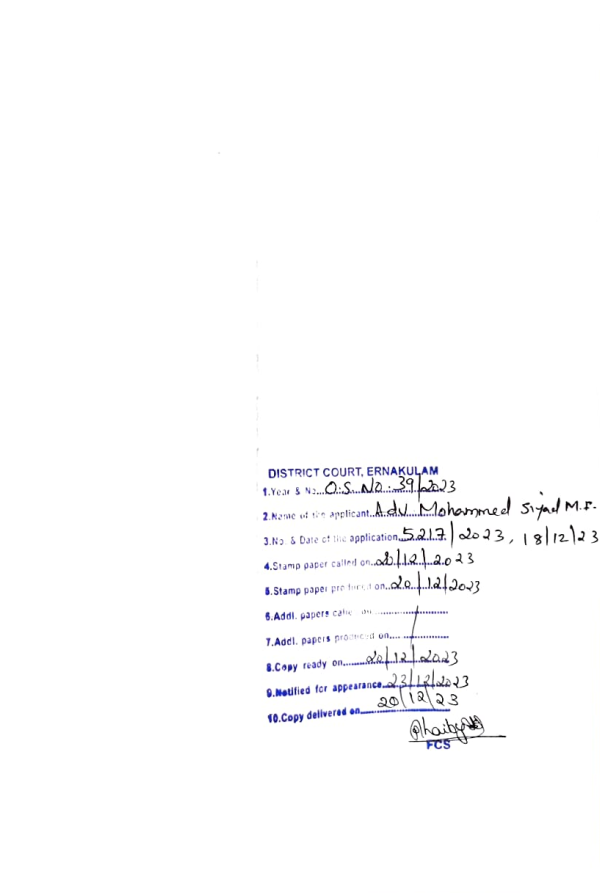 DISTRICT COURT, ERNAKULAM
1.Year & No....O.S. No. 39/2023
2.Name of the applicant..Adv. Mohammed Siyad M.
3.No. & Date of the application..5217/2023, 18/12/23
4.Stamp paper called on..20/12/2023
5.Stamp paper produced on..20/12/2023
6.Addl. papers called on......................
7.Addl. papers produced on...................
8.Copy ready on.......20/12/2023
9.Notified for appearance..23/12/2023
10.Copy delivered on..20/12/23
FCS